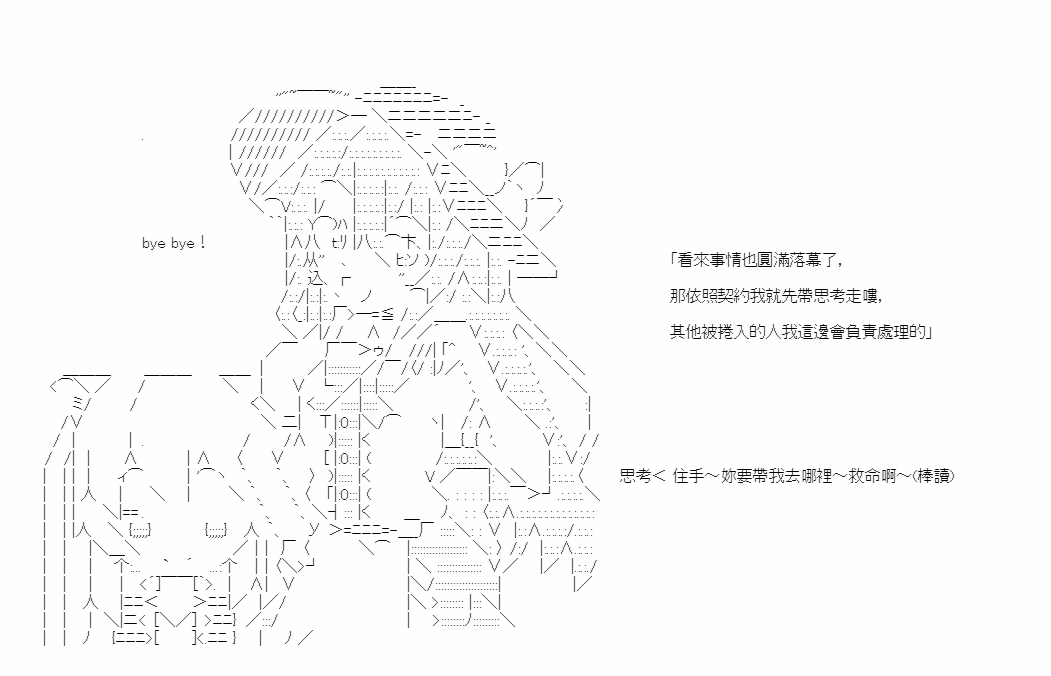 bye bye！
「看來事情也圓滿落幕了,
那依照契約我就先帶思考走嘍,
其他被捲入的人我這邊會負責處理的」
思考＜ 住手～妳要帶我去哪裡～救命啊～(棒讀)